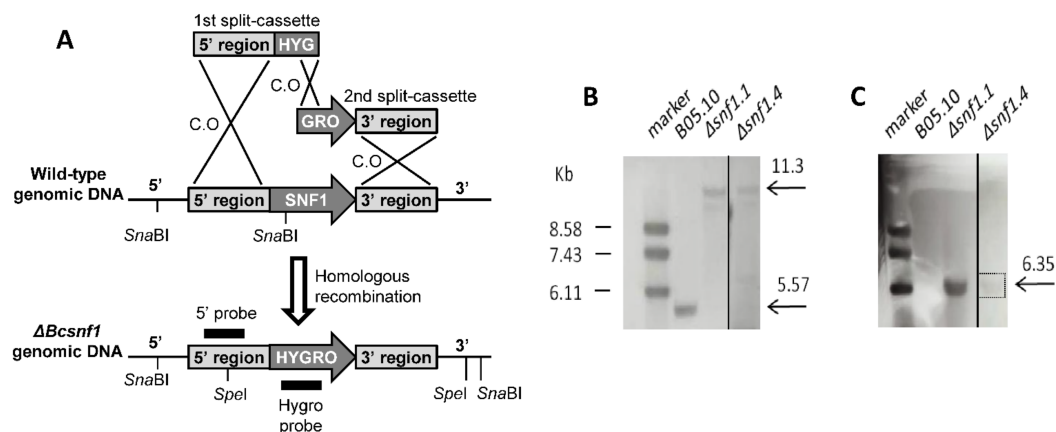 A
1st split-cassette
5’ region
HYG
C.O
2nd split-cassette
GRO
3’ region
C.O
C.O
Wild-type
genomic DNA
5’
5’ region
SNF1
3’ region
3’
SnaBI
SnaBI
Homologous
recombination
5’ probe
ΔBcsnf1
genomic DNA
5’
5’ region
HYGRO
3’ region
3’
SnaBI
SpeI
SpeI
SnaBI
Hygro
probe
B
marker
B05.10
Δsnf1.1
Δsnf1.4
Kb
11.3
8.58
7.43
6.11
5.57
C
marker
B05.10
Δsnf1.1
Δsnf1.4
6.35